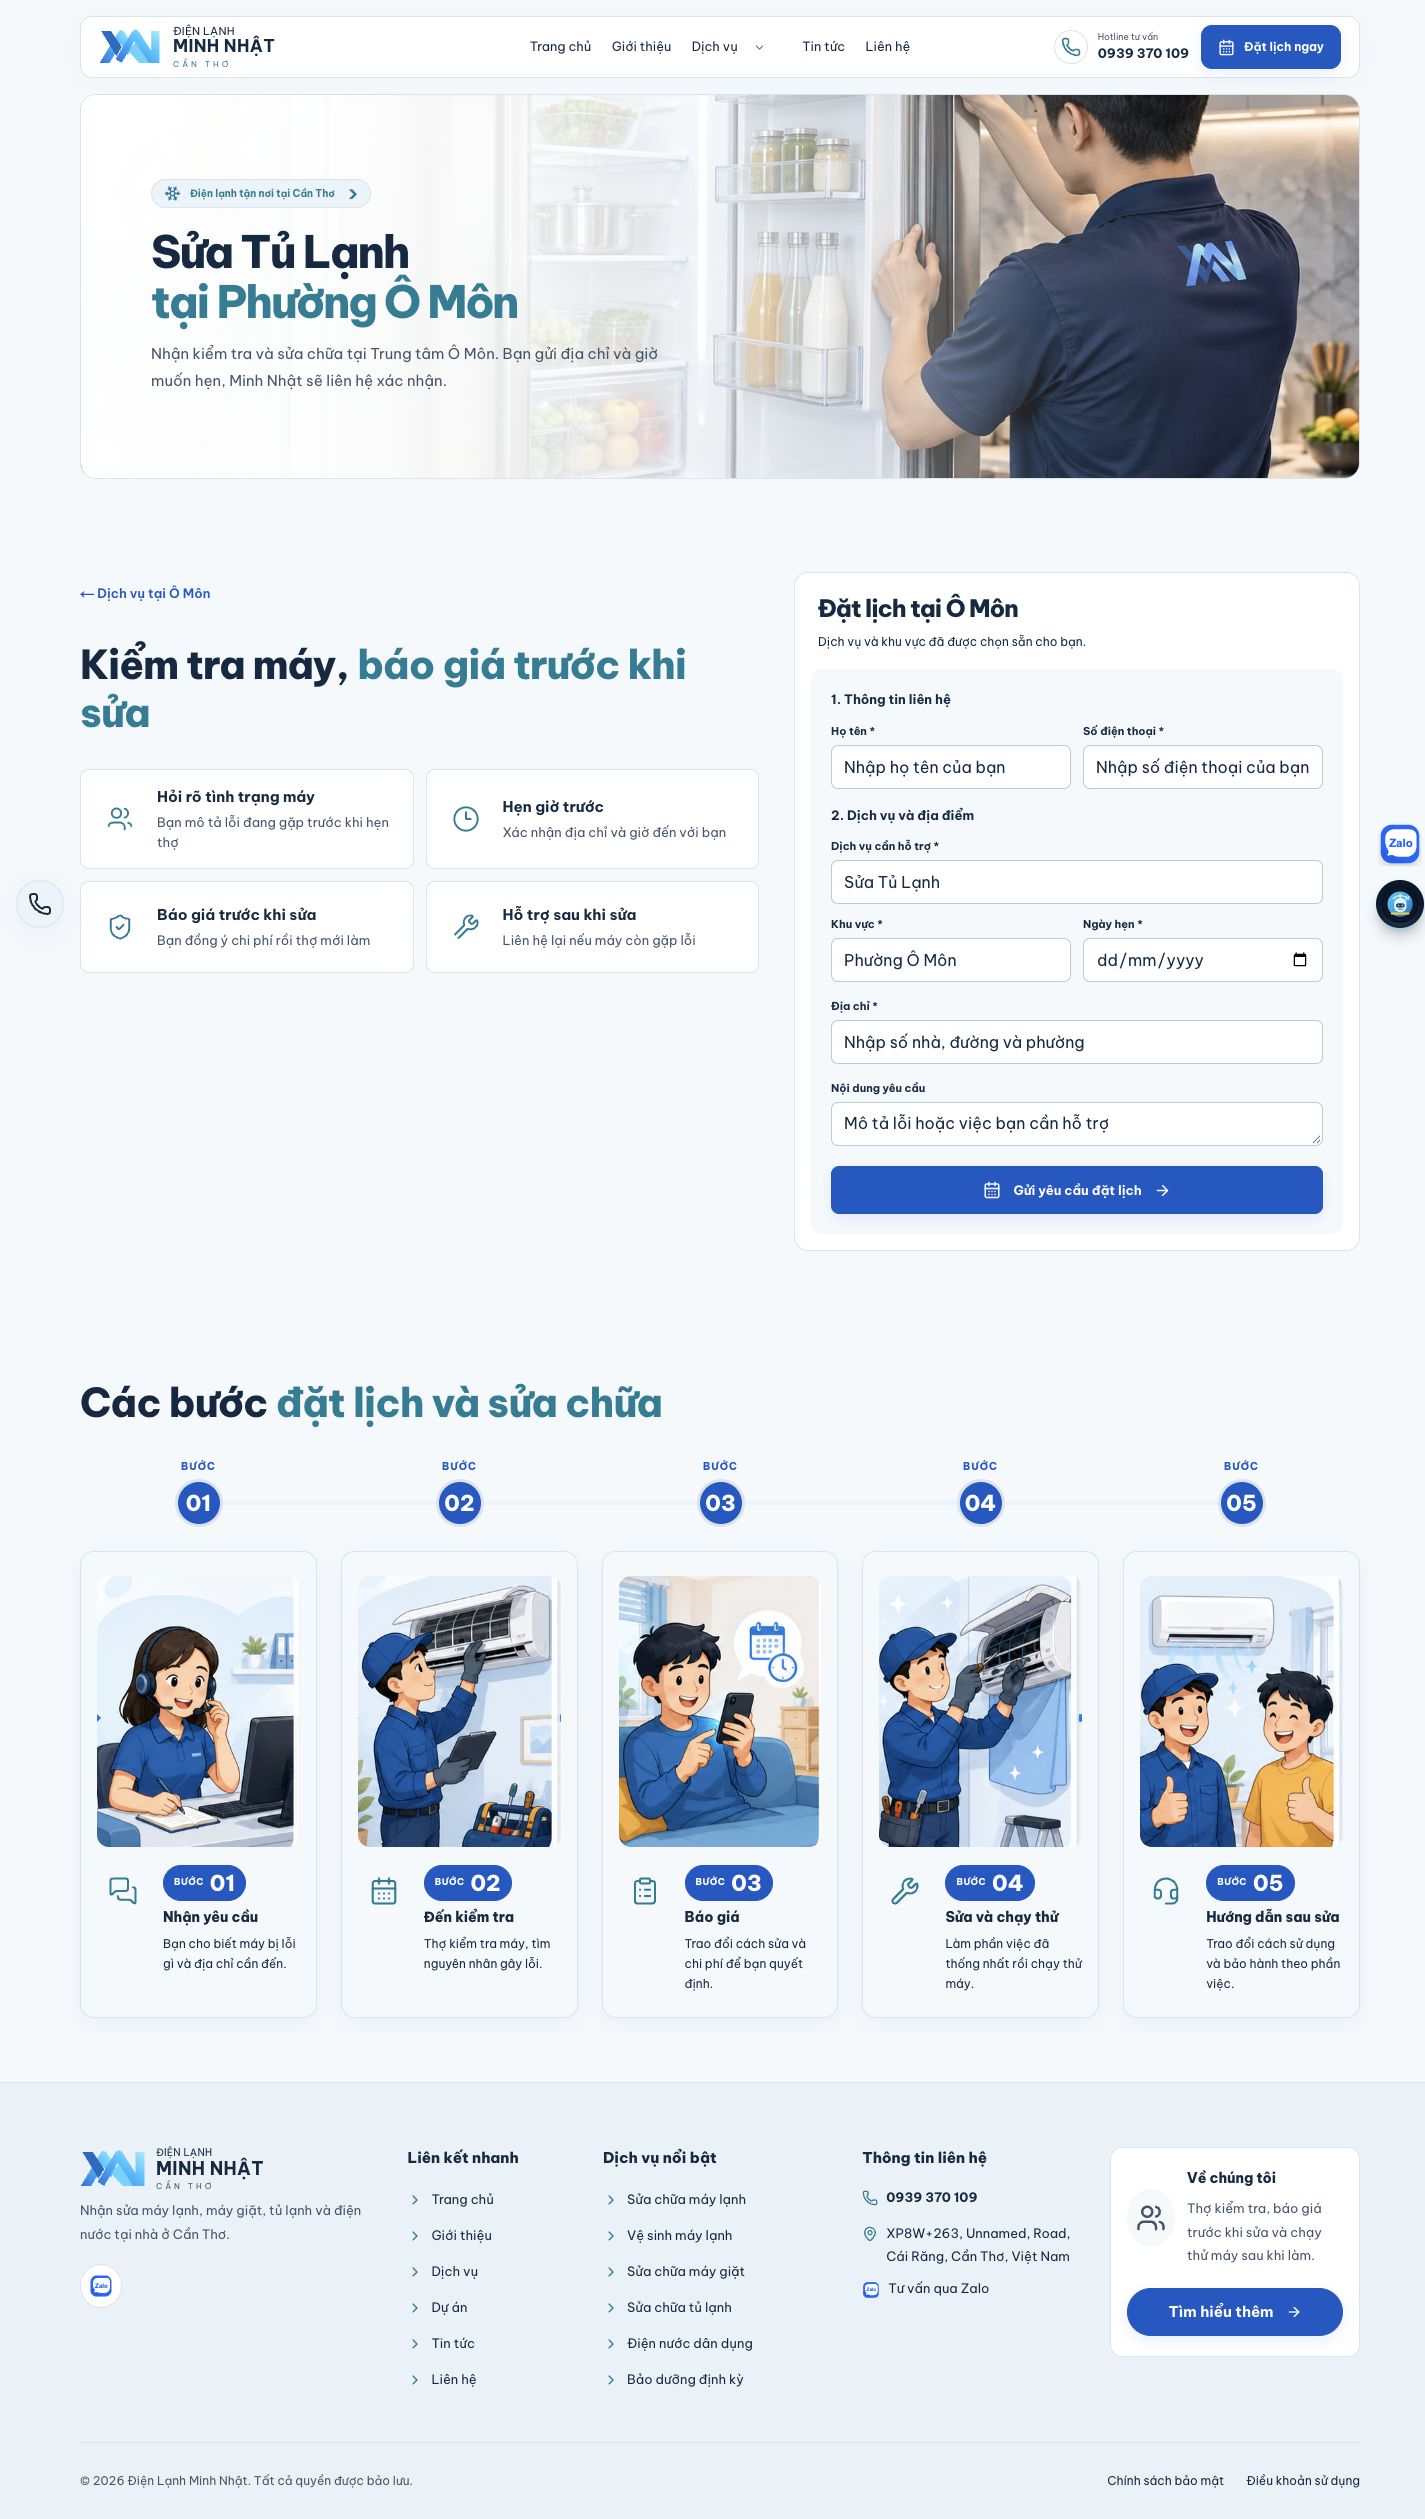 ĐIỆN LẠNH
MINH NHẬT
CẦN THƠ
Trang chủ
Giới thiệu
Dịch vụ
Tin tức
Liên hệ
Hotline tư vấn
0939 370 109
Đặt lịch ngay
Điện lạnh tận nơi tại Cần Thơ
Sửa Tủ Lạnh
tại Phường Ô Môn
Nhận kiểm tra và sửa chữa tại Trung tâm Ô Môn. Bạn gửi địa chỉ và giờ
muốn hẹn, Minh Nhật sẽ liên hệ xác nhận.
← Dịch vụ tại Ô Môn
Kiểm tra máy, báo giá trước khi
sửa
Hỏi rõ tình trạng máy
Bạn mô tả lỗi đang gặp trước khi hẹn
thợ
Hẹn giờ trước
Xác nhận địa chỉ và giờ đến với bạn
Báo giá trước khi sửa
Bạn đồng ý chi phí rồi thợ mới làm
Hỗ trợ sau khi sửa
Liên hệ lại nếu máy còn gặp lỗi
Đặt lịch tại Ô Môn
Dịch vụ và khu vực đã được chọn sẵn cho bạn.
1. Thông tin liên hệ
Họ tên *
Số điện thoại *
Nhập họ tên của bạn
Nhập số điện thoại của bạn
2. Dịch vụ và địa điểm
Dịch vụ cần hỗ trợ *
Sửa Tủ Lạnh
Khu vực *
Ngày hẹn *
Phường Ô Môn
dd/mm/yyyy
Địa chỉ *
Nhập số nhà, đường và phường
Nội dung yêu cầu
Mô tả lỗi hoặc việc bạn cần hỗ trợ
Gửi yêu cầu đặt lịch
Zalo
Các bước đặt lịch và sửa chữa
BƯỚC
01
BƯỚC
02
BƯỚC
03
BƯỚC
04
BƯỚC
05
BƯỚC 01
Nhận yêu cầu
Bạn cho biết máy bị lỗi
gì và địa chỉ cần đến.
BƯỚC 02
Đến kiểm tra
Thợ kiểm tra máy, tìm
nguyên nhân gây lỗi.
BƯỚC 03
Báo giá
Trao đổi cách sửa và
chi phí để bạn quyết
định.
BƯỚC 04
Sửa và chạy thử
Làm phần việc đã
thống nhất rồi chạy thử
máy.
BƯỚC 05
Hướng dẫn sau sửa
Trao đổi cách sử dụng
và bảo hành theo phần
việc.
ĐIỆN LẠNH
MINH NHẬT
CẦN THƠ
Nhận sửa máy lạnh, máy giặt, tủ lạnh và điện
nước tại nhà ở Cần Thơ.
Zalo
Liên kết nhanh
Trang chủ
Giới thiệu
Dịch vụ
Dự án
Tin tức
Liên hệ
Dịch vụ nổi bật
Sửa chữa máy lạnh
Vệ sinh máy lạnh
Sửa chữa máy giặt
Sửa chữa tủ lạnh
Điện nước dân dụng
Bảo dưỡng định kỳ
Thông tin liên hệ
0939 370 109
XP8W+263, Unnamed, Road,
Cái Răng, Cần Thơ, Việt Nam
Zalo
Tư vấn qua Zalo
Về chúng tôi
Thợ kiểm tra, báo giá
trước khi sửa và chạy
thử máy sau khi làm.
Tìm hiểu thêm
© 2026 Điện Lạnh Minh Nhật. Tất cả quyền được bảo lưu.
Chính sách bảo mật
Điều khoản sử dụng